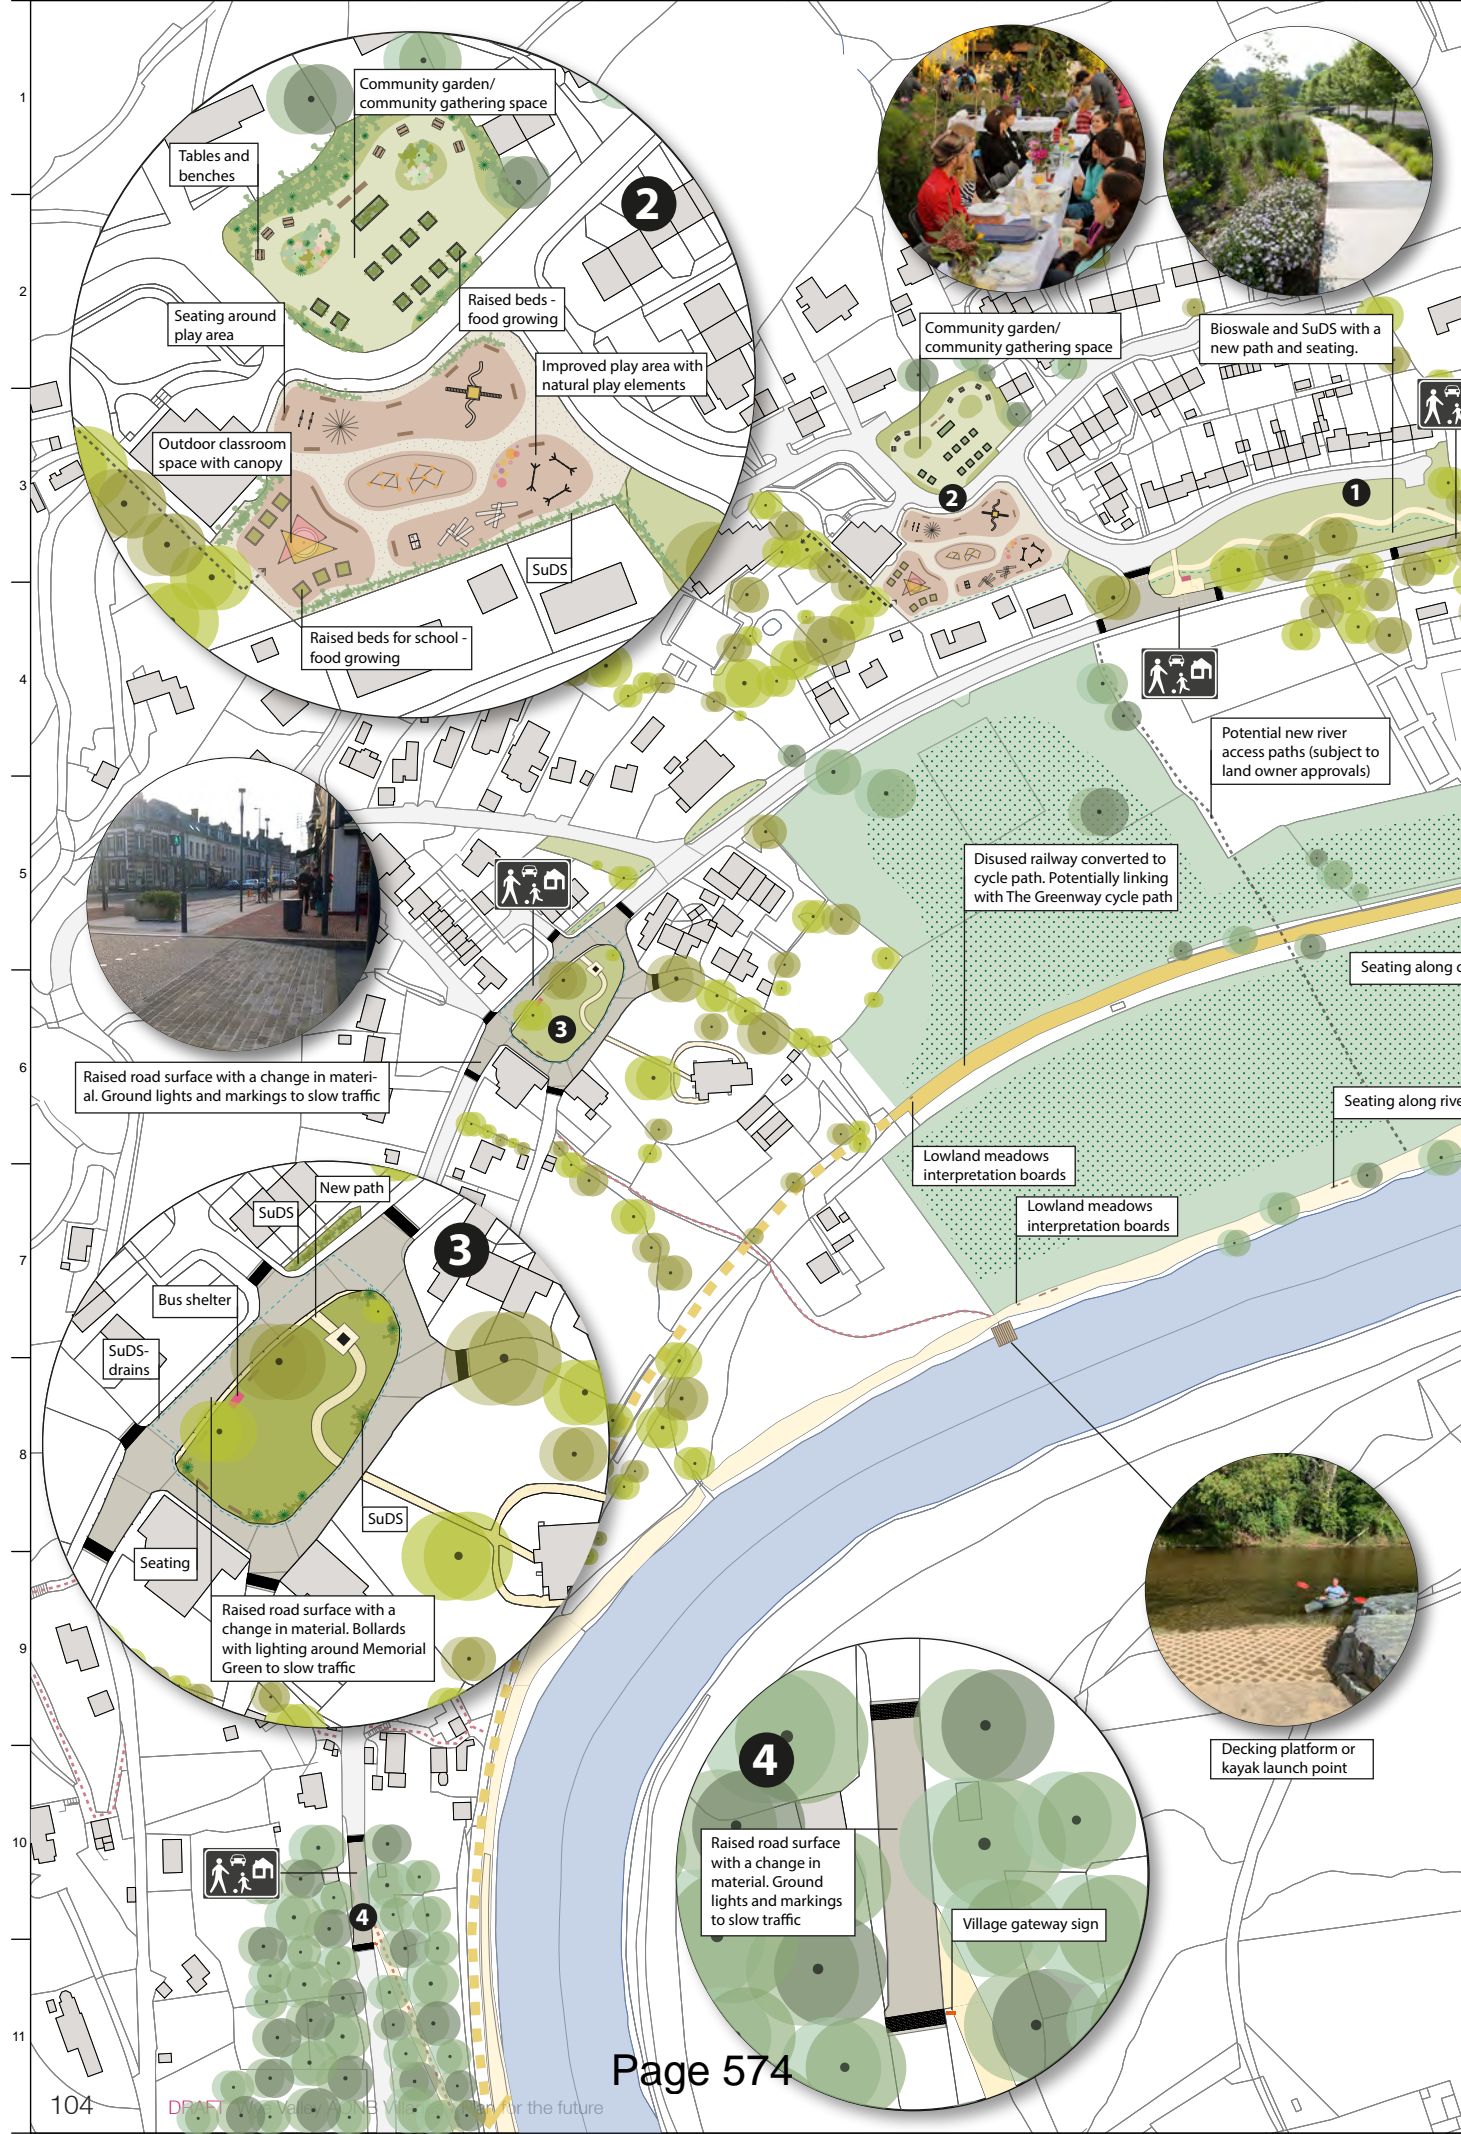 1
2
3
4
5
6
7
8
9
10
11
Community garden/
community gathering space
Tables and
benches
2
Seating around
play area
Raised beds -
food growing
Improved play area with
natural play elements
Outdoor classroom
space with canopy
SuDS
Raised beds for school -
food growing
Community garden/
community gathering space
Bioswale and SuDS with a
new path and seating.
1
2
Potential new river
access paths (subject to
land owner approvals)
Disused railway converted to
cycle path. Potentially linking
with The Greenway cycle path
Seating along c
3
Raised road surface with a change in materi-
al. Ground lights and markings to slow traffic
Seating along rive
Lowland meadows
interpretation boards
Lowland meadows
interpretation boards
New path
SuDS
3
Bus shelter
SuDS-
drains
SuDS
Seating
Raised road surface with a
change in material. Bollards
with lighting around Memorial
Green to slow traffic
Decking platform or
kayak launch point
4
Raised road surface
with a change in
material. Ground
lights and markings
to slow traffic
Village gateway sign
4
Page 574
104 DRAFT Wye Valley AONB Villages Plan for the future